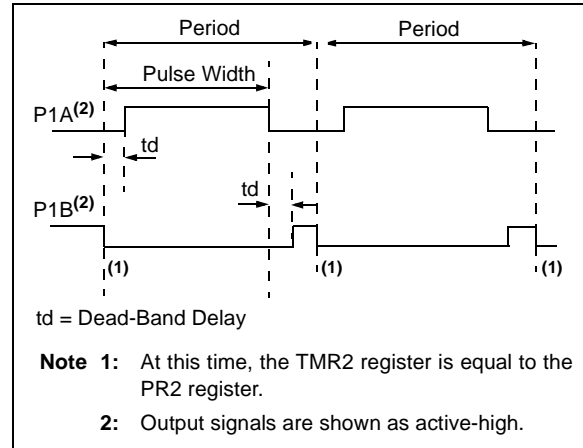 Period
Period
Pulse Width
P1A(2)
td
td
P1B(2)
(1)
(1)
(1)
td = Dead-Band Delay
Note 1: At this time, the TMR2 register is equal to the
PR2 register.
2: Output signals are shown as active-high.